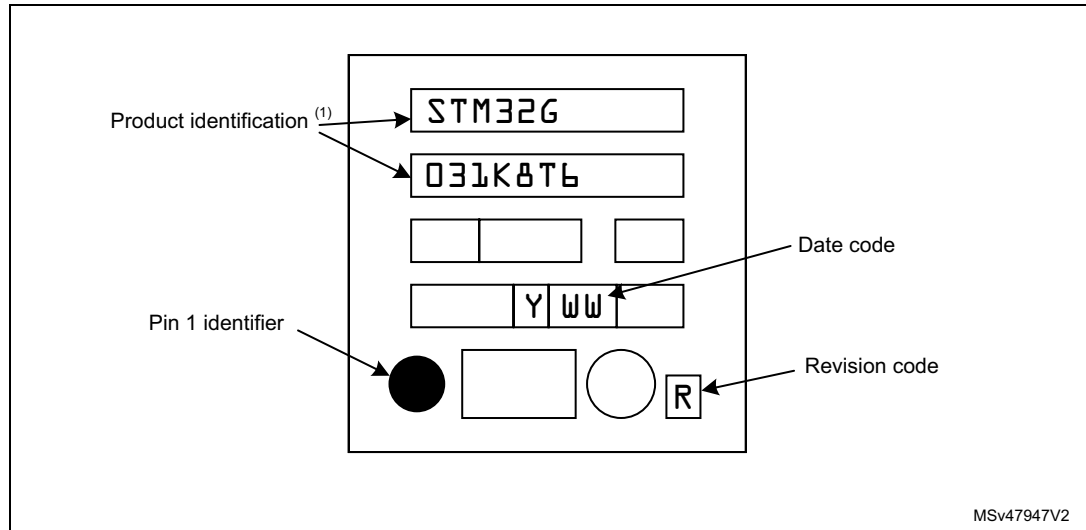 STM32G
Product identification (1)
031K8T6
Date code
Y WW
Pin 1 identifier
Revision code
R
MSv47947V2